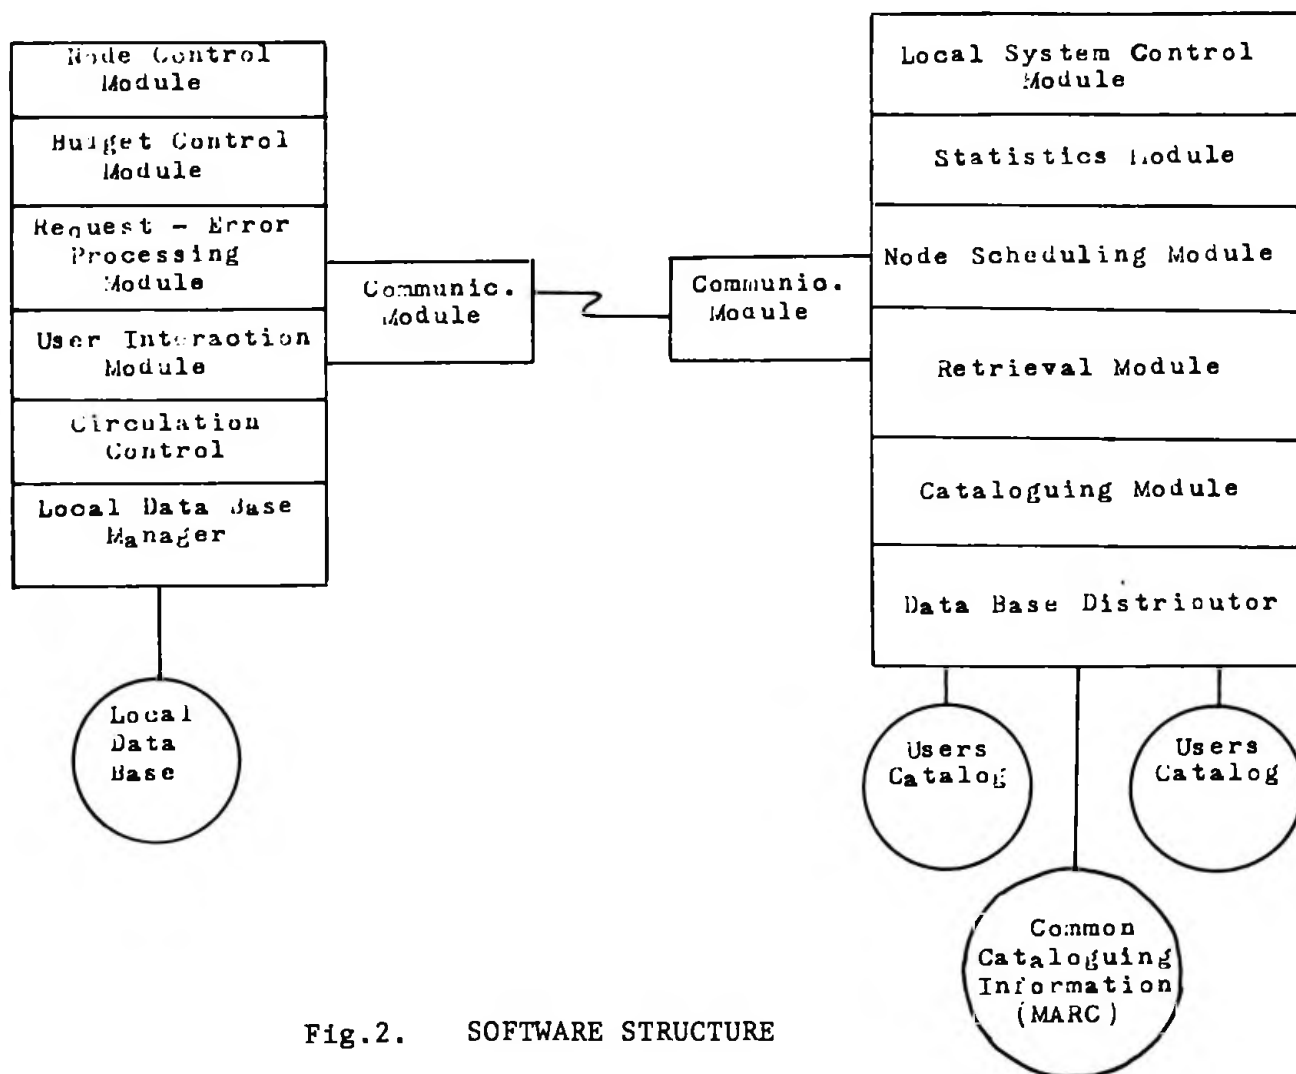 Node Control
Module
Budget Control
Module
Request - Error
Processing
Module
User Interaction
Module
Circulation
Control
Local Data Base
Manager
Local
Data
Base
Communic.
Module
Communic.
Module
Local System Control
Module
Statistics Module
Node Scheduling Module
Retrieval Module
Cataloguing Module
Data Base Distributor
Users
Catalog
Users
Catalog
Common
Cataloguing
Information
(MARC)
Fig.2. SOFTWARE STRUCTURE